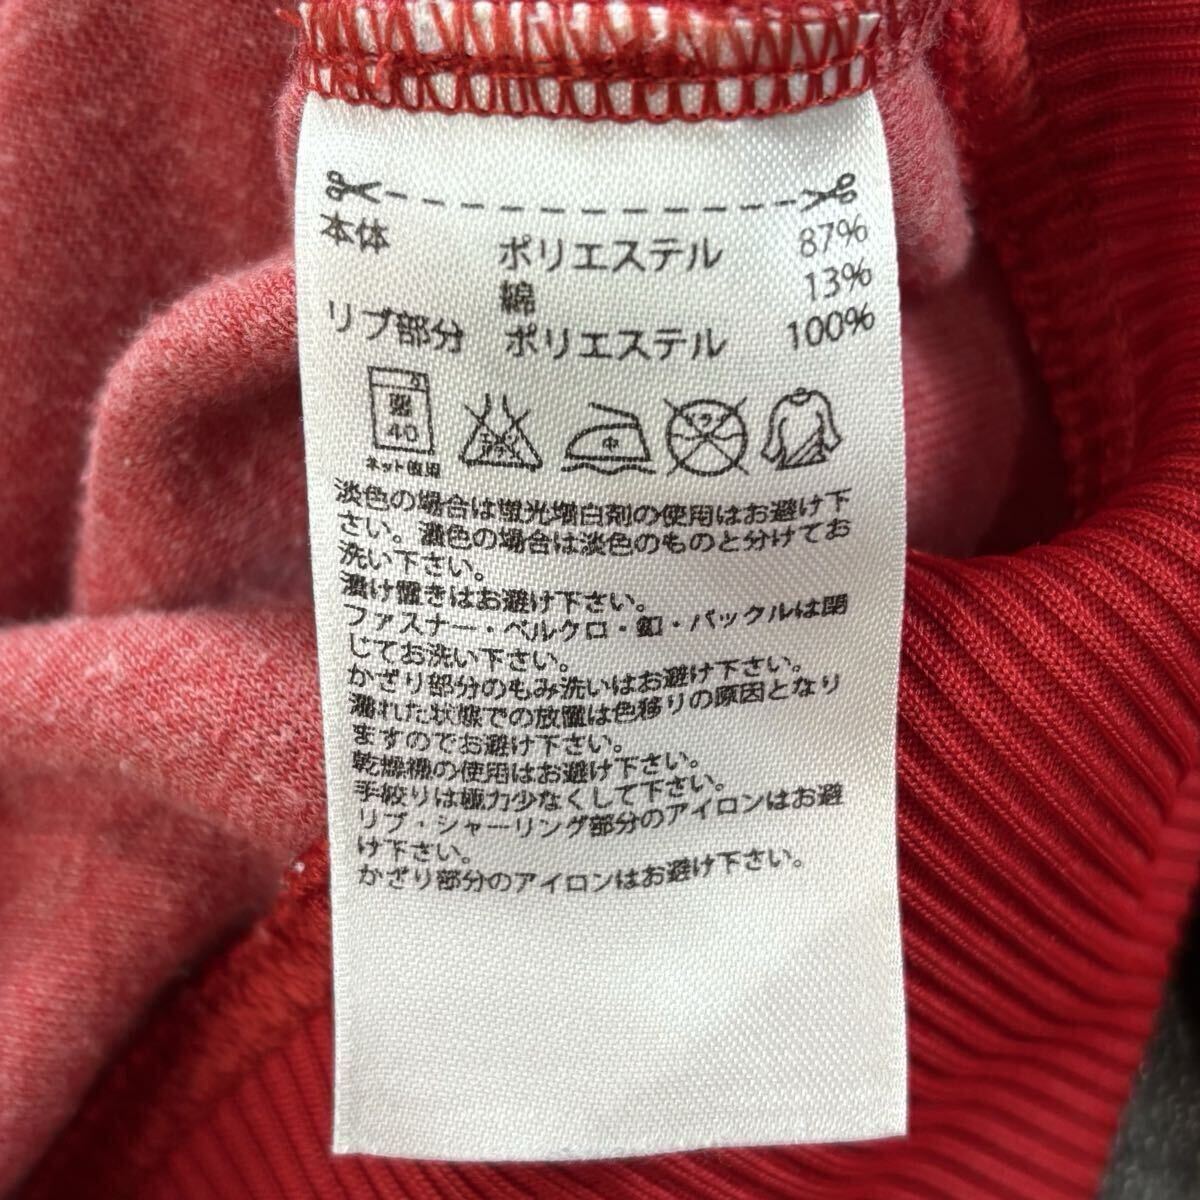 本体 ポリエステル 87%
綿 13%
リブ部分 ポリエステル 100%
弱 40 中
ネット使用
淡色の場合は蛍光増白剤の使用はお避け下
さい。濃色の場合は淡色のものと分けてお
洗い下さい。
漬け置きはお避け下さい。
ファスナー・ベルクロ・釦・バックルは閉
じてお洗い下さい。
かざり部分のもみ洗いはお避け下さい。
濡れた状態での放置は色移りの原因となり
ますのでお避け下さい。
乾燥機の使用はお避け下さい。
手絞りは極力少なくして下さい。
リブ・シャーリング部分のアイロンはお避
け下さい。
かざり部分のアイロンはお避け下さい。